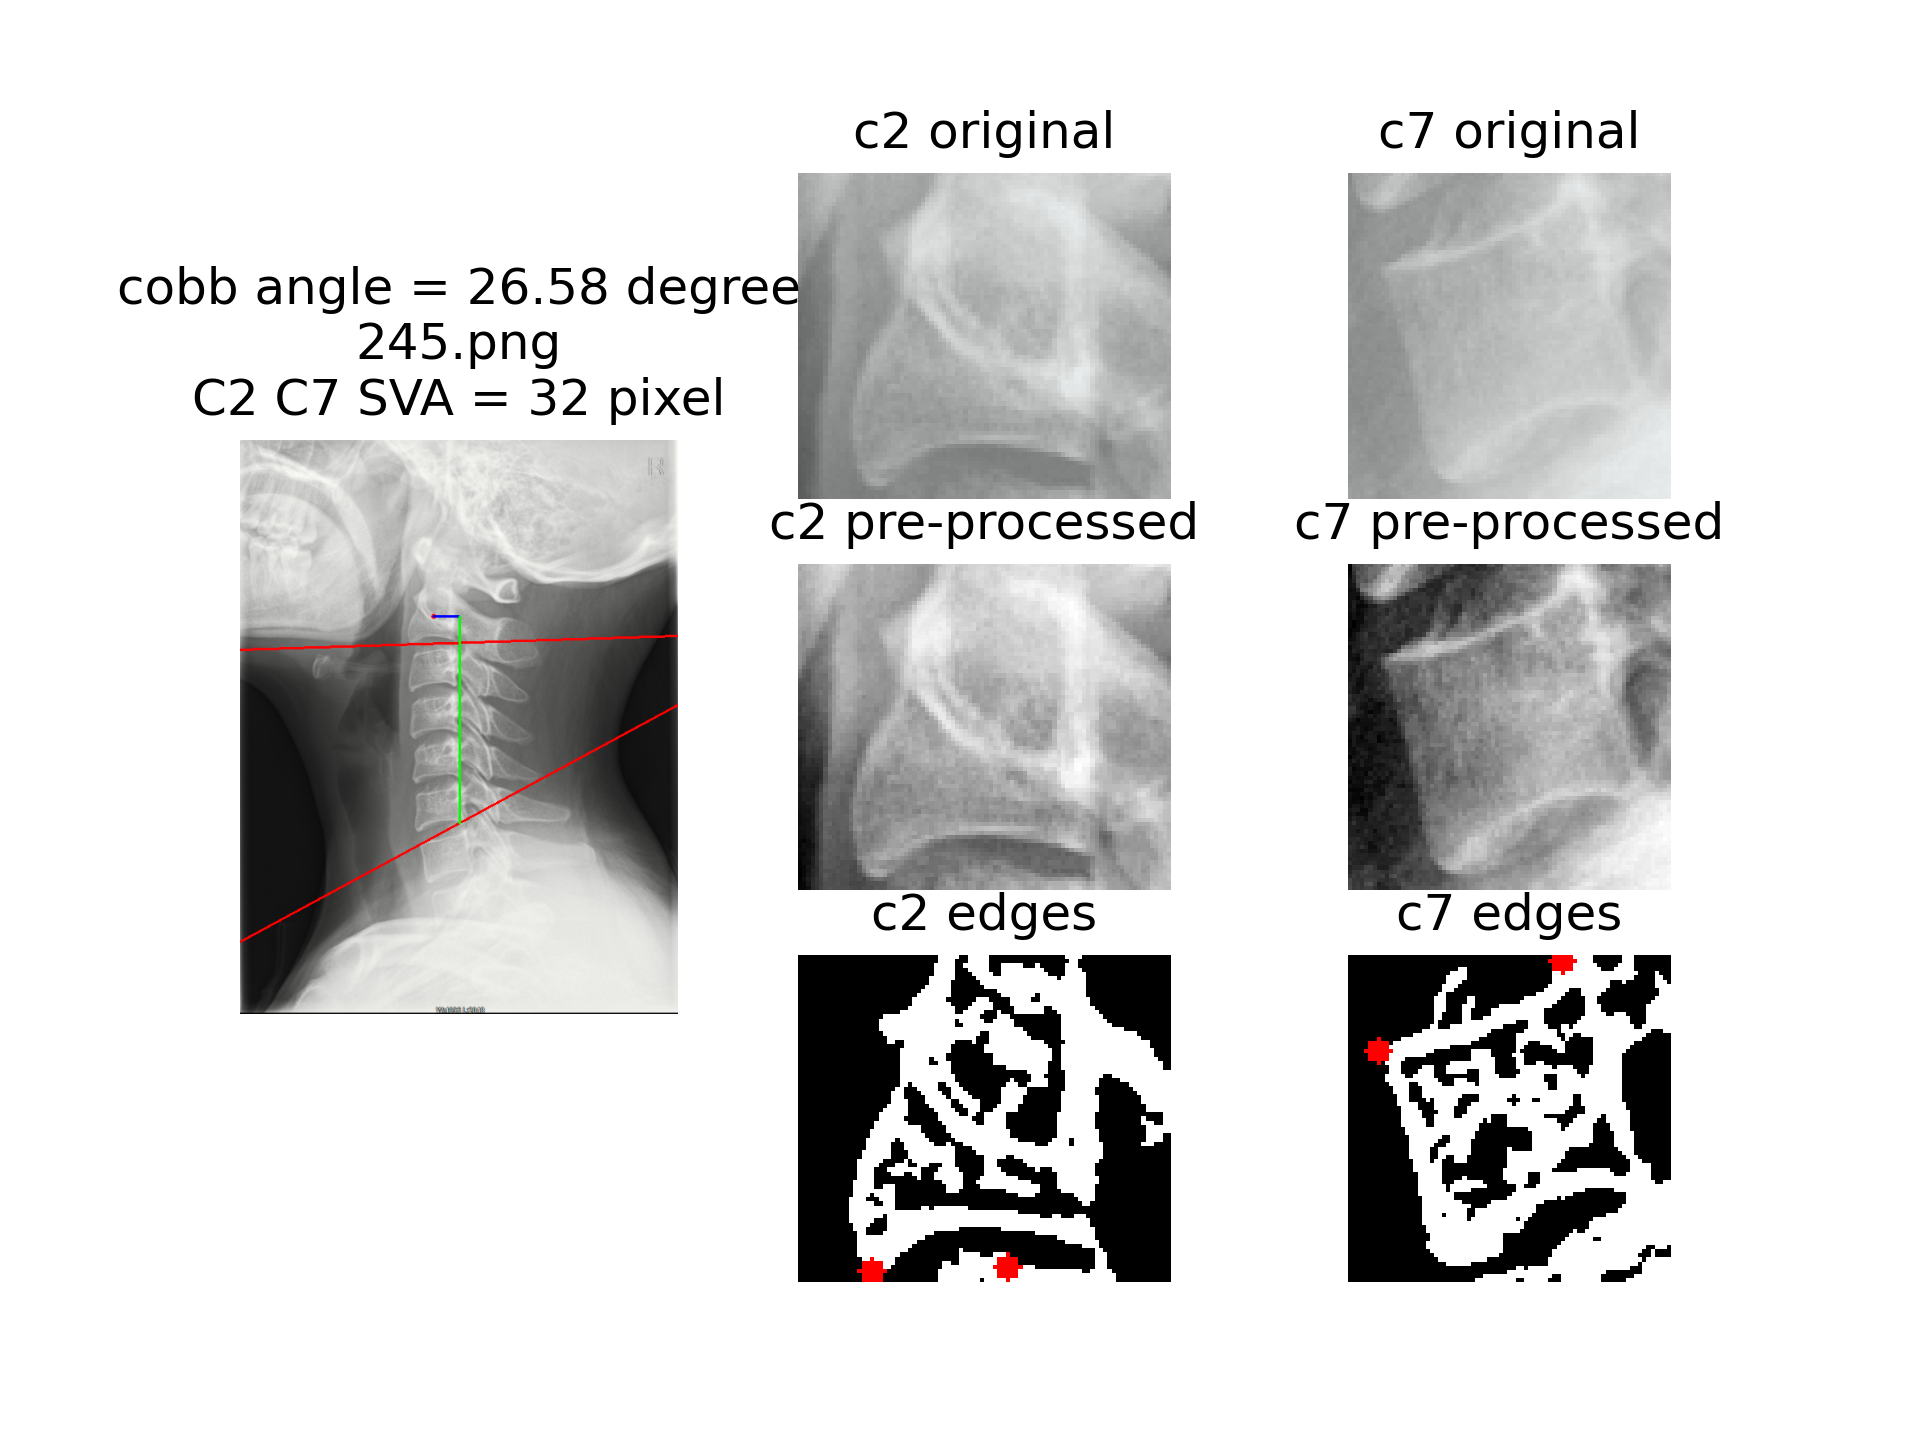 cobb angle = 26.58 degree
245.png
C2 C7 SVA = 32 pixel
c2 original
c7 original
c2 pre-processed
c7 pre-processed
c2 edges
c7 edges